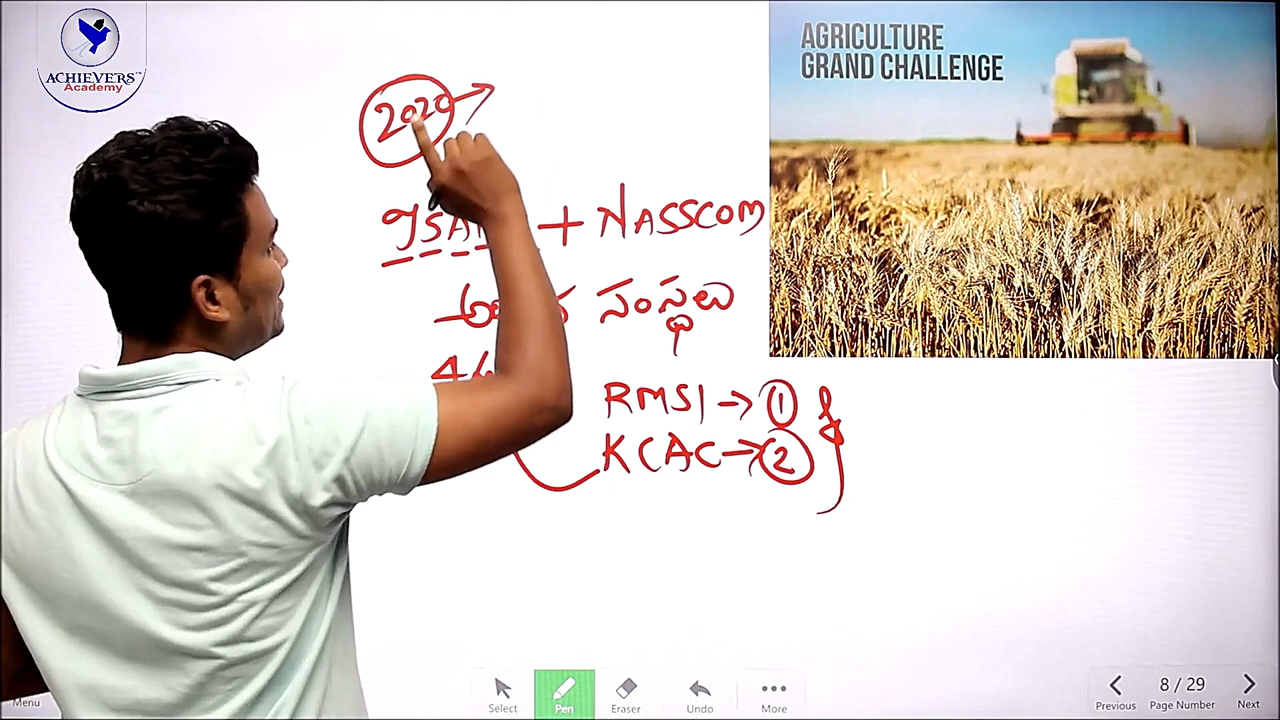 ACHIEVERS
Academy
AGRICULTURE
GRAND CHALLENGE
2020 →
+ NASSCOM
సంస్థలు
RMSI → ①
KCAC → ②
Menu
Select
Pen
Eraser
Undo
More
Previous
8 / 29
Page Number
Next